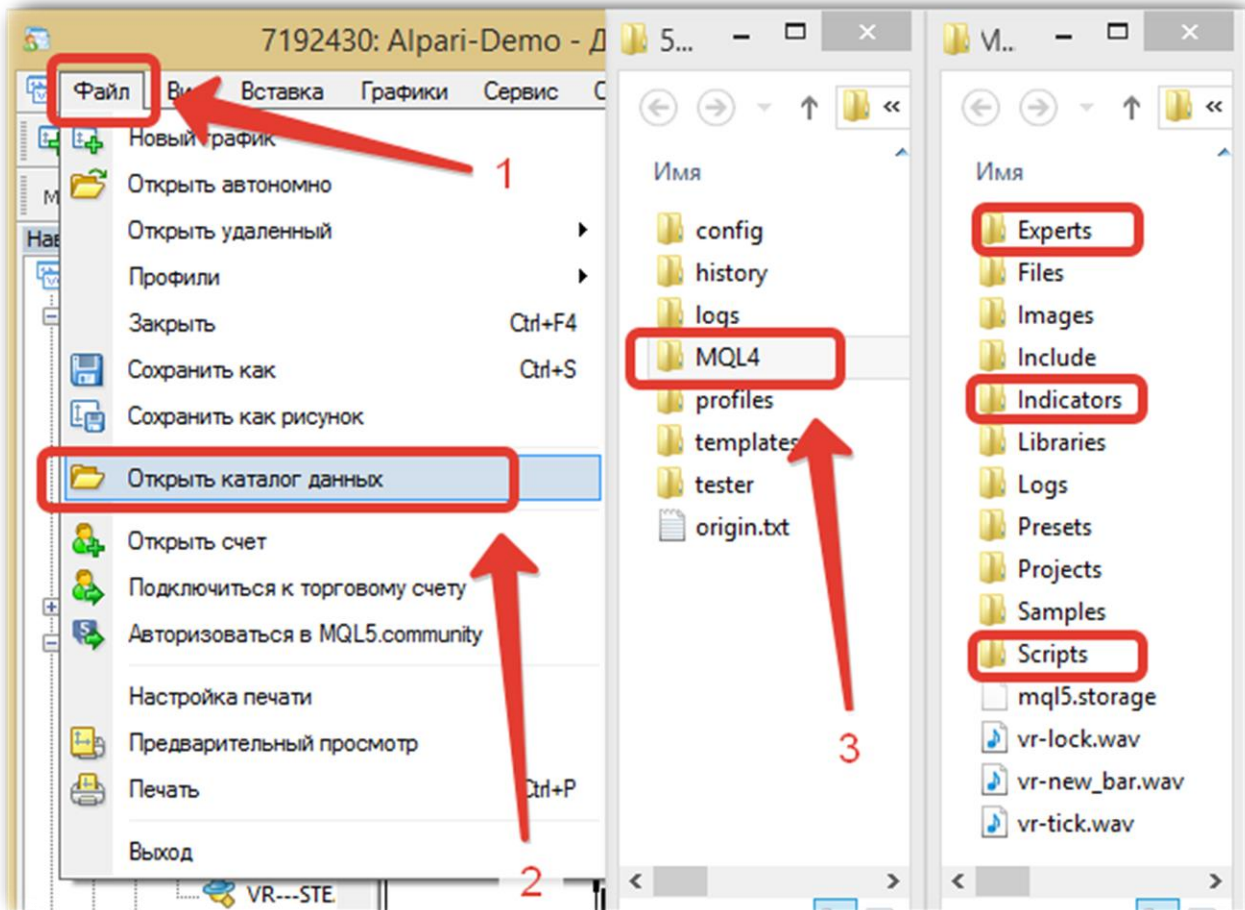 7192430: Alpari-Demo - Д
Файл
Вставка
Графики
Сервис
Новый график
Открыть автономно
Открыть удаленный
Профили
Закрыть Ctrl+F4
Сохранить как Ctrl+S
Сохранить как рисунок
Открыть каталог данных
Открыть счет
Подключиться к торговому счету
Авторизоваться в MQL5.community
Настройка печати
Предварительный просмотр
Печать Ctrl+P
Выход
VR---STE
1
2
5...
Имя
config
history
logs
MQL4
profiles
templates
tester
origin.txt
3
M...
Имя
Experts
Files
Images
Include
Indicators
Libraries
Logs
Presets
Projects
Samples
Scripts
mql5.storage
vr-lock.wav
vr-new_bar.wav
vr-tick.wav